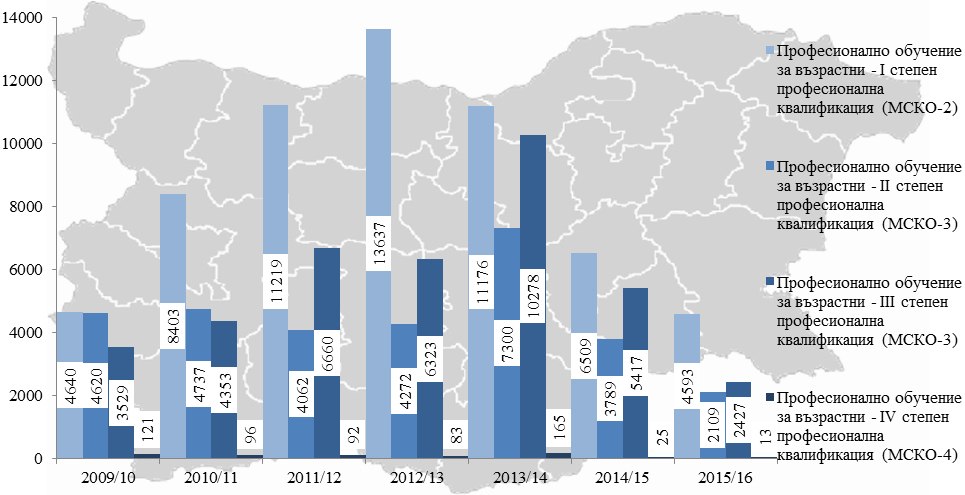 14000
12000
10000
8000
6000
4000
2000
0
4640
4620
3529
121
8403
4737
4353
96
11219
4062
6660
92
13637
4272
6323
83
11176
7300
10278
165
6509
3789
5417
25
4593
2109
2427
13
2009/10
2010/11
2011/12
2012/13
2013/14
2014/15
2015/16
Професионално обучение
за възрастни - I степен
професионална
квалификация (МСКО-2)
Професионално обучение
за възрастни - II степен
професионална
квалификация (МСКО-3)
Професионално обучение
за възрастни - III степен
професионална
квалификация (МСКО-3)
Професионално обучение
за възрастни - IV степен
професионална
квалификация (МСКО-4)